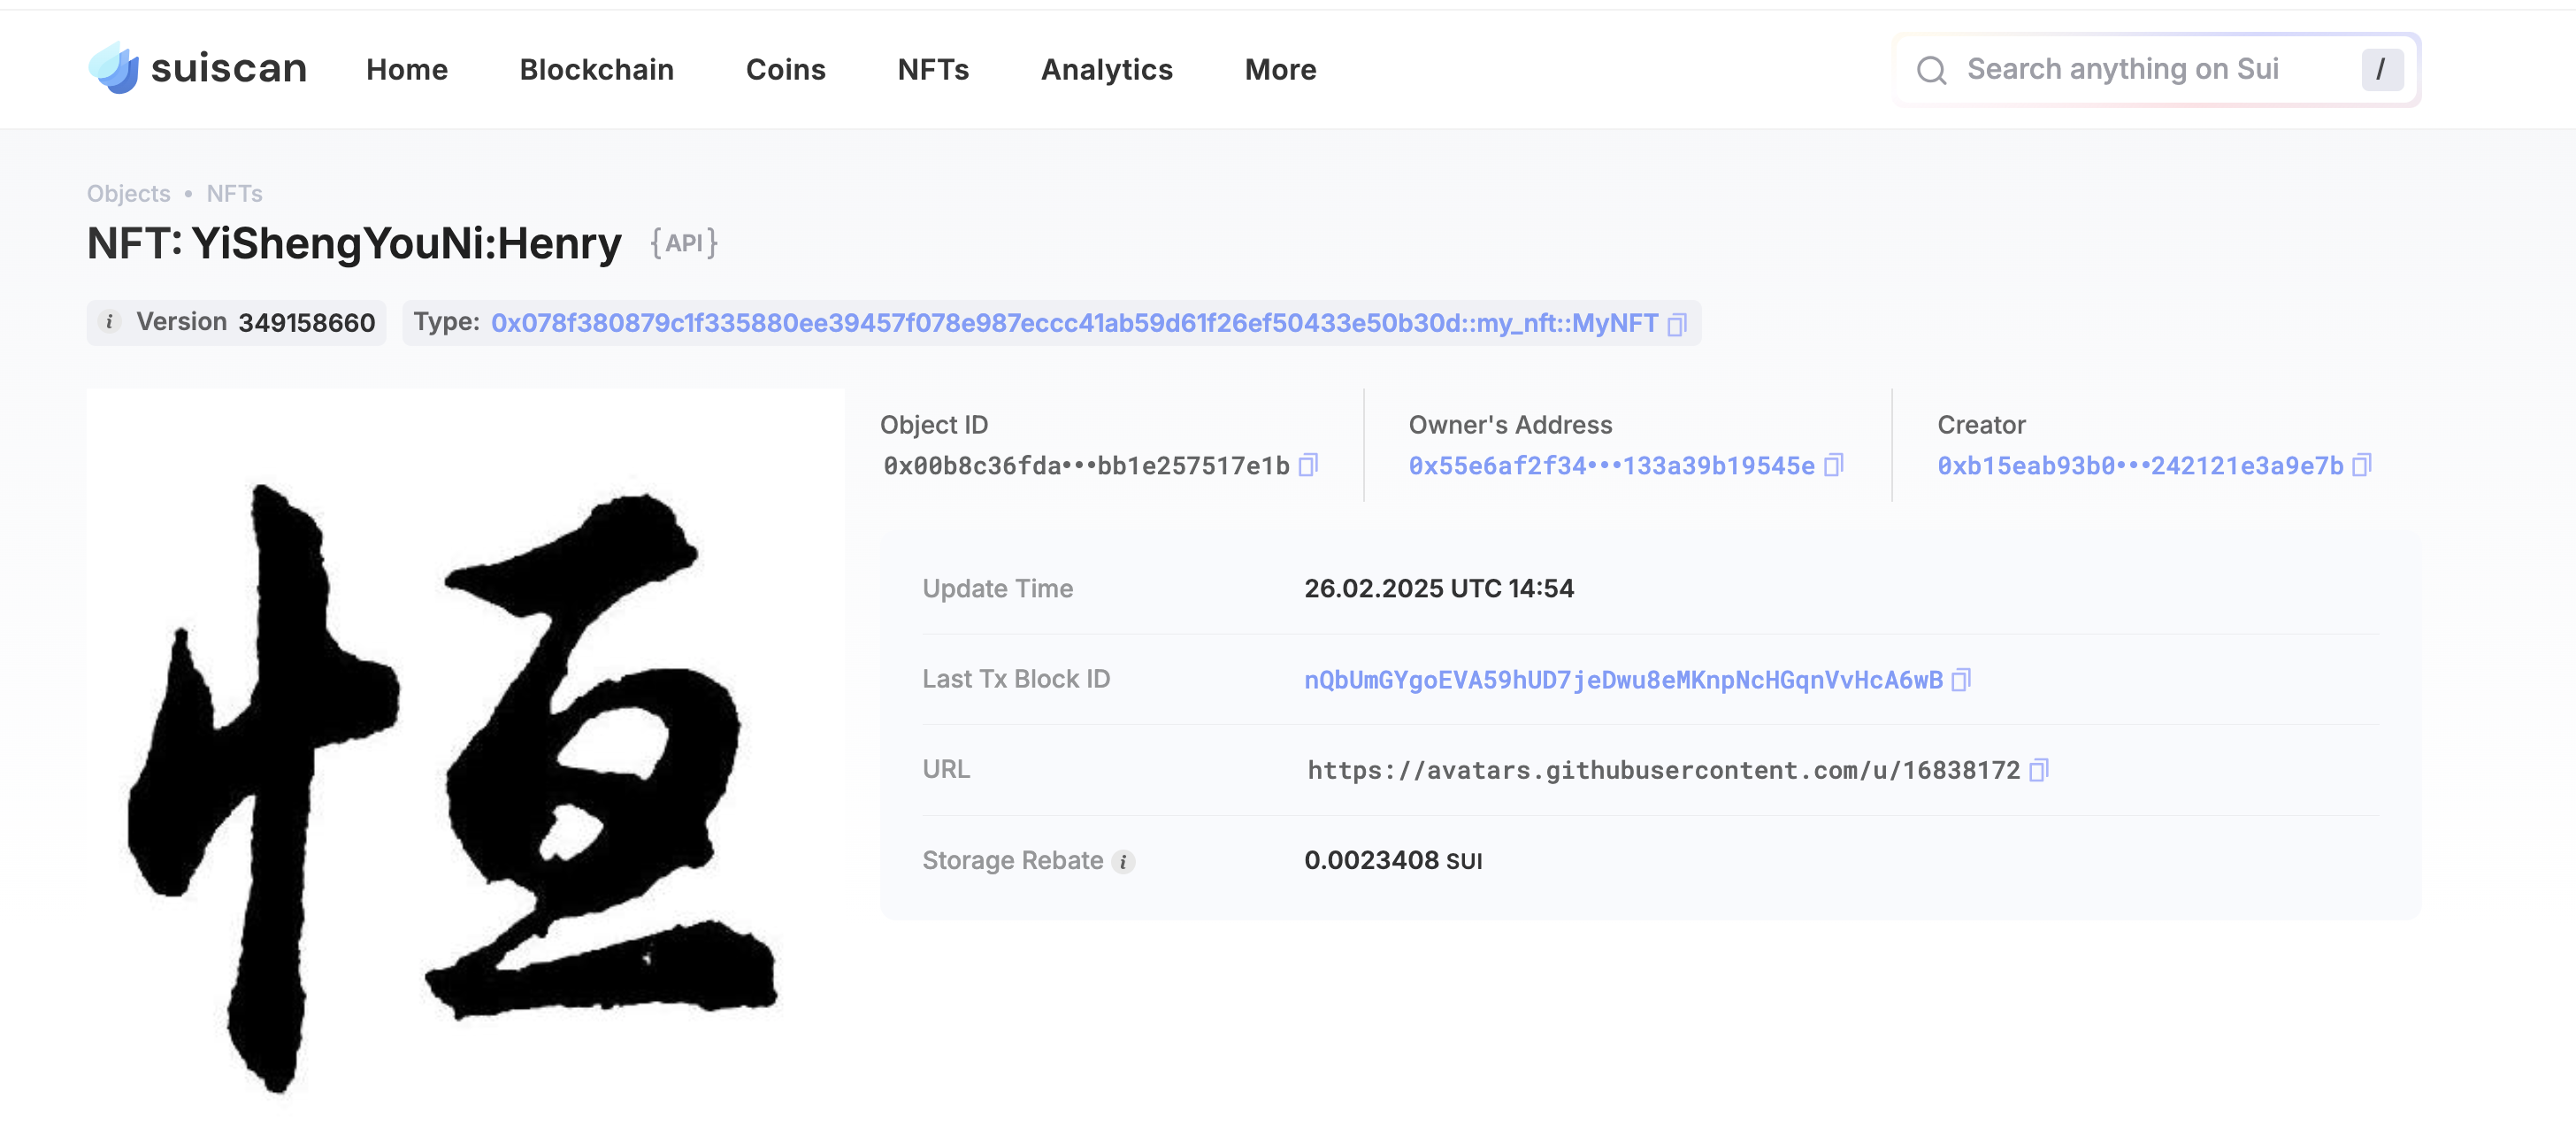 suiscan Home Blockchain Coins NFTs Analytics More Search anything on Sui /
Objects • NFTs
NFT: YiShengYouNi:Henry {API}
i Version 349158660 Type: 0x078f380879c1f335880ee39457f078e987eccc41ab59d61f26ef50433e50b30d::my_nft::MyNFT
恒
Object ID
0x00b8c36fda•••bb1e257517e1b
Owner's Address
0x55e6af2f34•••133a39b19545e
Creator
0xb15eab93b0•••242121e3a9e7b
Update Time 26.02.2025 UTC 14:54
Last Tx Block ID nQbUmGYgoEVA59hUD7jeDwu8eMKnpNcHGqnVvHcA6wB
URL https://avatars.githubusercontent.com/u/16838172
Storage Rebate i 0.0023408 SUI